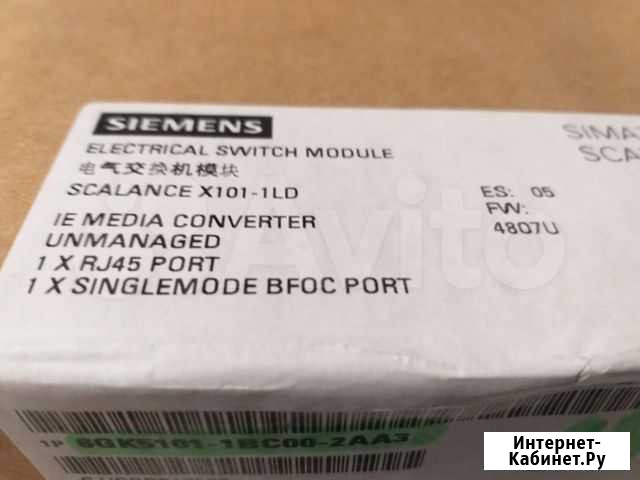 SIEMENS
ELECTRICAL SWITCH MODULE
电气交换机模块
SCALANCE X101-1LD
IE MEDIA CONVERTER
UNMANAGED
1 X RJ45 PORT
1 X SINGLEMODE BFOC PORT
ES: 05
FW:
4807U
SIMA
SCA
Avito
1P 6GK5101-1BC00-2AA3
Интернет-
Кабинет.Ру